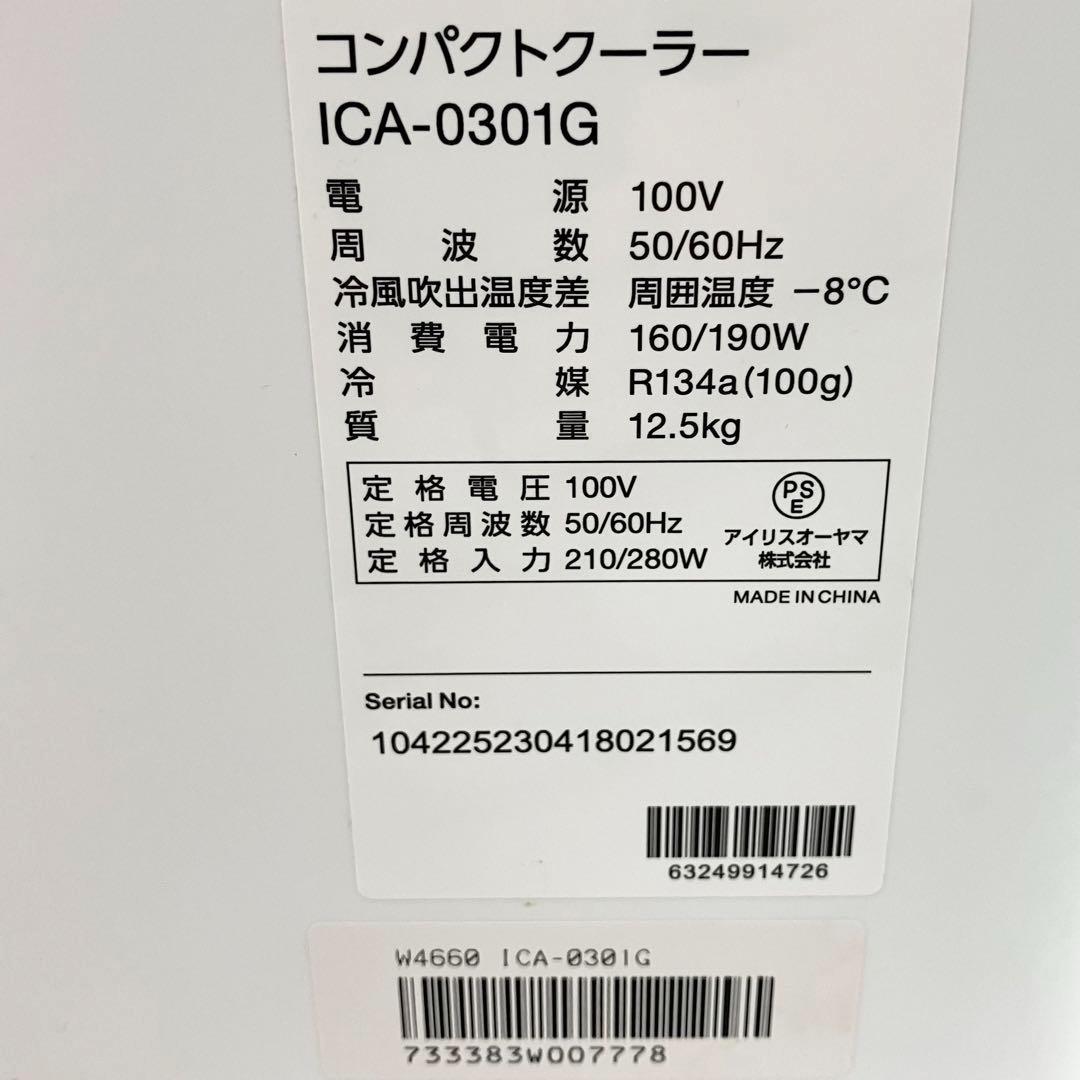 コンパクトクーラー
ICA-0301G
電源 100V
周波数 50/60Hz
冷風吹出温度差 周囲温度 −8℃
消費電力 160/190W
冷媒 R134a(100g)
質量 12.5kg
定格電圧 100V
定格周波数 50/60Hz
定格入力 210/280W
PSE
アイリスオーヤマ
株式会社
MADE IN CHINA
Serial No:
104225230418021569
63249914726
W4660 ICA-0301G
733383W007778